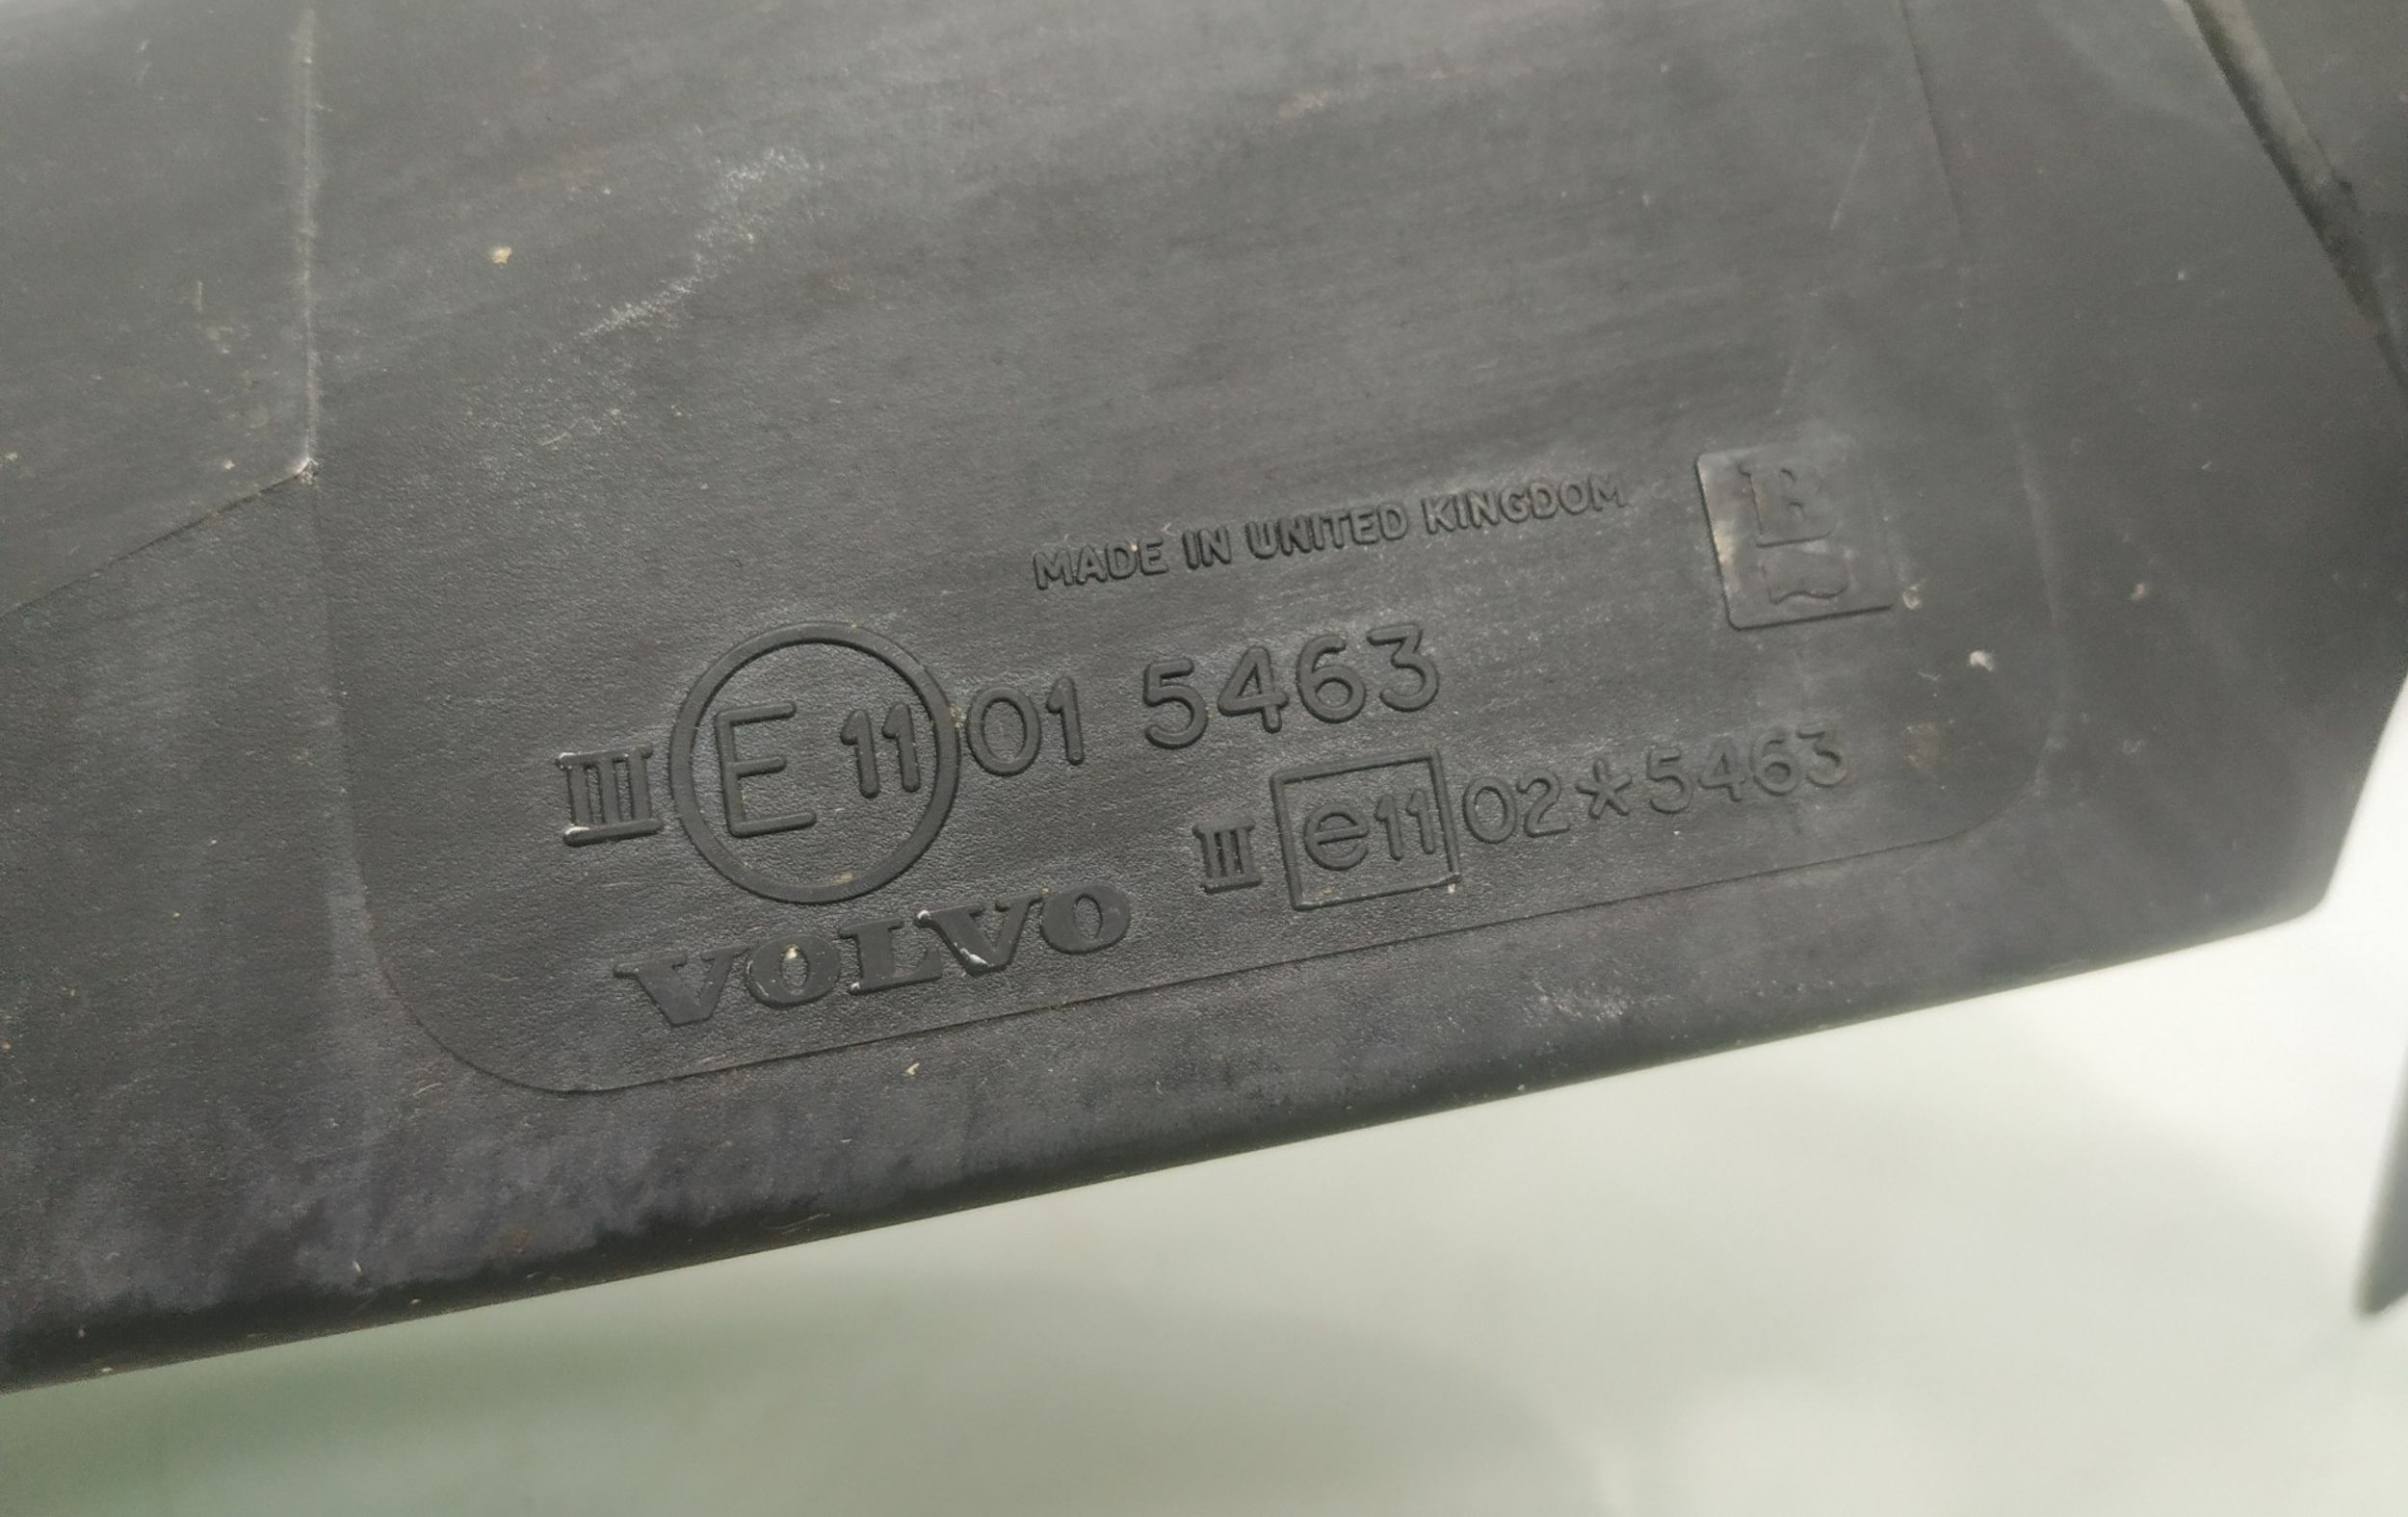 MADE IN UNITED KINGDOM
B
III E 11 01 5463
III e11 02*5463
VOLVO